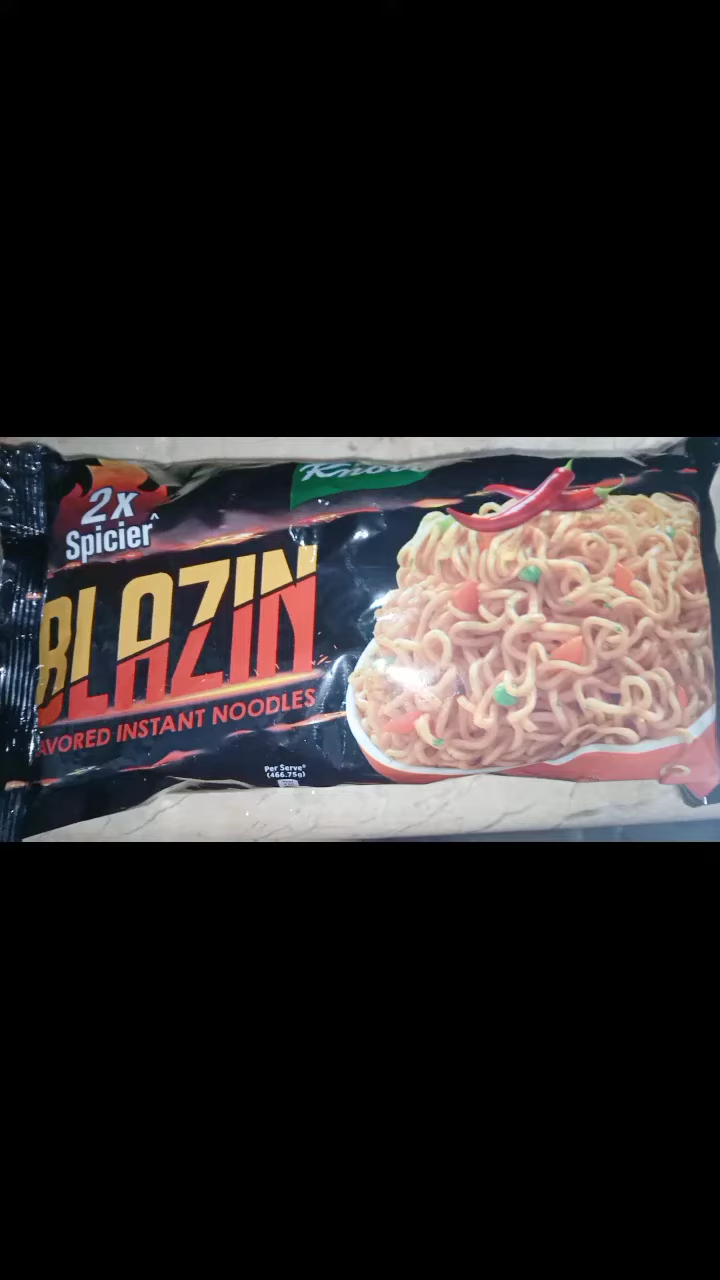 Knorr
2x
Spicier^
BLAZIN
AVORED INSTANT NOODLES
Per Serve*
(466.75g)